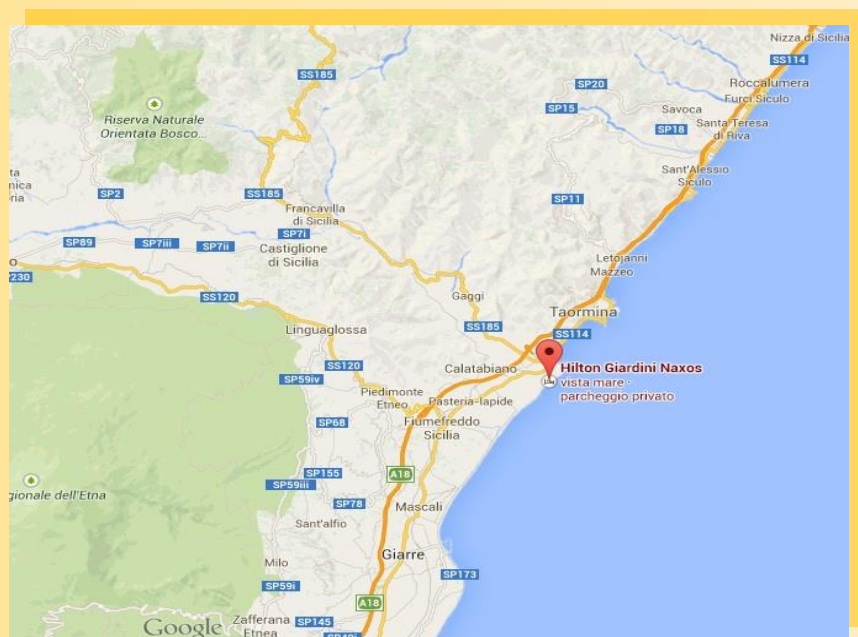 Nizza di Sicilia
SS114
SS185
SP20
Roccalumera
Furci Siculo
Riserva Naturale
Orientata Bosco...
SP15
Savoca
SP18
Santa Teresa
di Riva
Sant'Alessio
Siculo
SP2
SS185
SP11
Francavilla
di Sicilia
SP7i
SP89
SP7iii
SP7ii
Castiglione
di Sicilia
Letojanni
Mazzeo
SS120
Gaggi
Taormina
SS185
SS114
Linguaglossa
SS120
Calatabiano
Hilton Giardini Naxos
vista mare ·
parcheggio privato
SP59iv
Piedimonte
Etneo
Pasteria-lapide
SP68
Fiumefreddo
Sicilia
SP155
A18
SP59iii
gionale dell'Etna
SP78
Mascali
Sant'alfio
Giarre
Milo
SP173
SP59i
A18
Google
Zafferana
Etnea
SP145